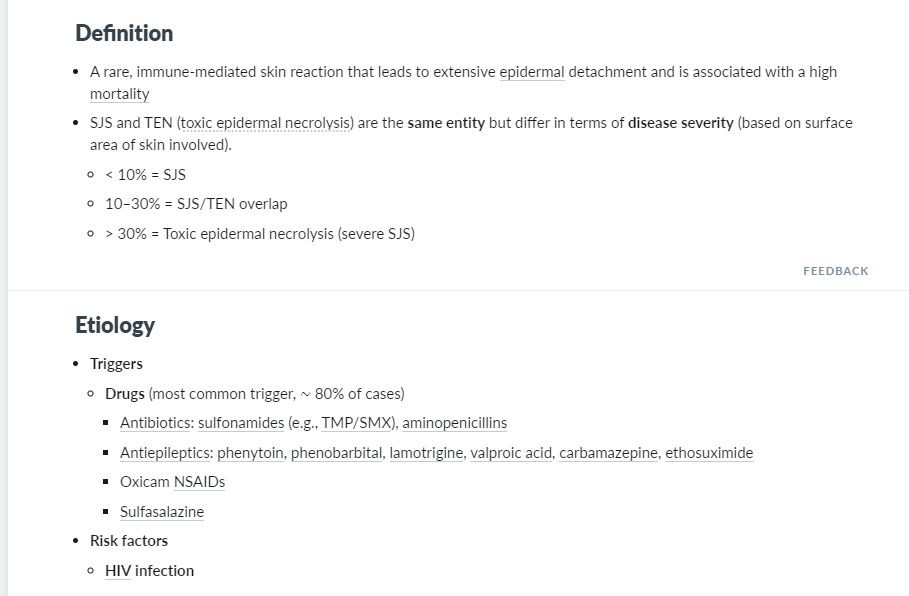 Definition
• A rare, immune-mediated skin reaction that leads to extensive epidermal detachment and is associated with a high
mortality
• SJS and TEN (toxic epidermal necrolysis) are the same entity but differ in terms of disease severity (based on surface
area of skin involved).
○ < 10% = SJS
○ 10–30% = SJS/TEN overlap
○ > 30% = Toxic epidermal necrolysis (severe SJS)
FEEDBACK
Etiology
• Triggers
○ Drugs (most common trigger, ~ 80% of cases)
▪ Antibiotics: sulfonamides (e.g., TMP/SMX), aminopenicillins
▪ Antiepileptics: phenytoin, phenobarbital, lamotrigine, valproic acid, carbamazepine, ethosuximide
▪ Oxicam NSAIDs
▪ Sulfasalazine
• Risk factors
○ HIV infection